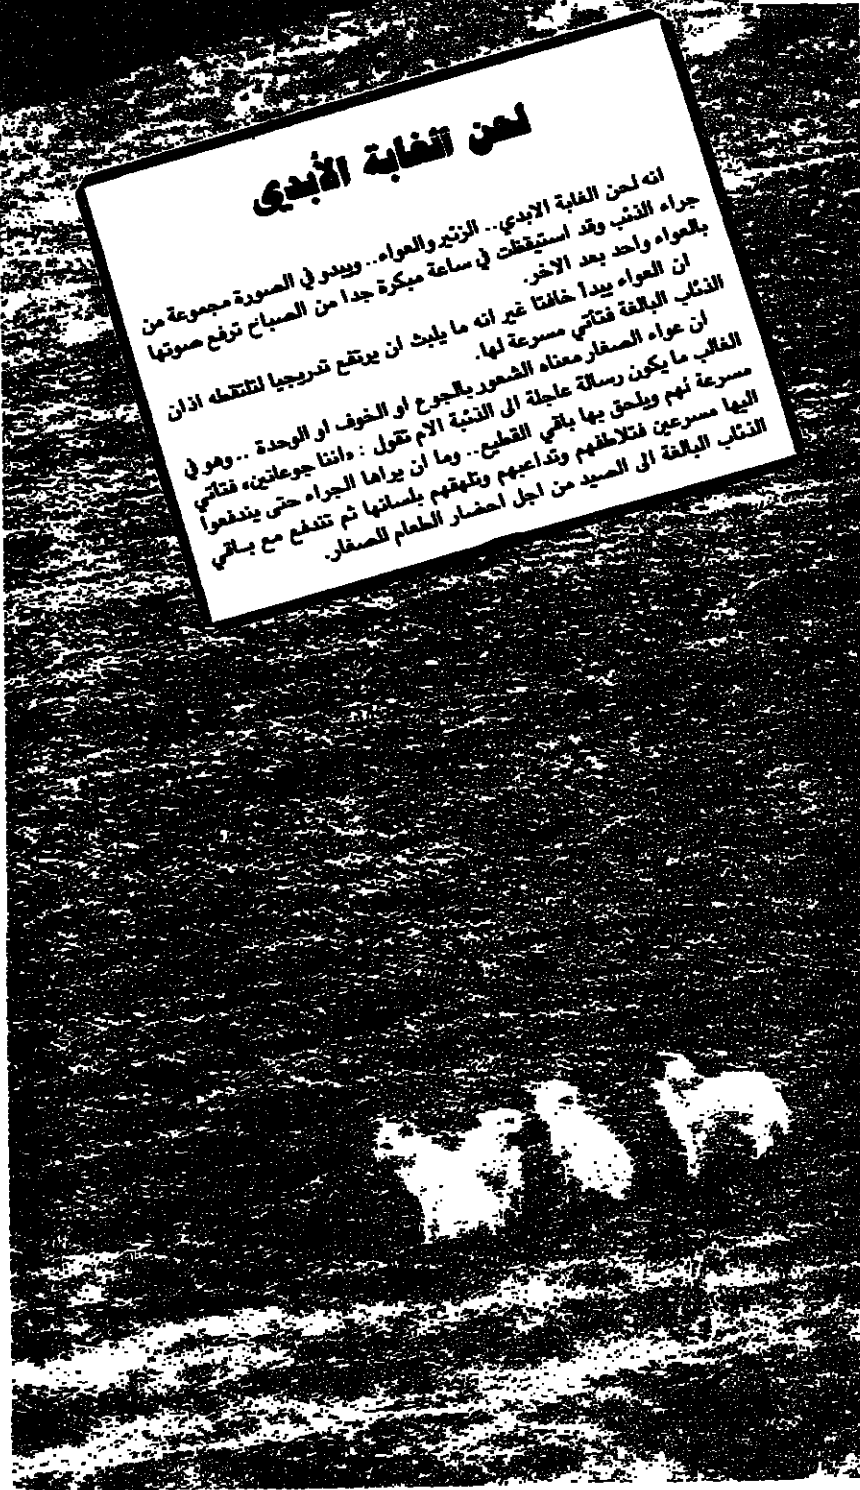 لحن الغابة الأبدي
انه لحن الغابة الابدي.. الزئير والعواء.. ويبدو في الصورة مجموعة من
جراء الذئب وقد استيقظت في ساعة مبكرة جدا من الصباح ترفع صوتها
بالعواء واحد بعد الاخر.
ان العواء يبدأ خافتا غير انه ما يلبث ان يرتفع تدريجيا لتلتقطه اذان
الذئاب البالغة فتأتي مسرعة لها.
ان عواء الصغار معناه الشعور بالجوع او الخوف او الوحدة .. وهو في
الغالب ما يكون رسالة عاجلة الى الذئبة الام تقول : «اننا جوعانين» فتأتي
مسرعة لهم ويلحق بها باقي القطيع.. وما ان يراها الجراء حتى يندفعوا
اليها مسرعين فتلاطفهم وتداعبهم وتلهقهم بلسانها ثم تندفع مع باقي
الذئاب البالغة الى الصيد من اجل احضار الطعام للصغار.